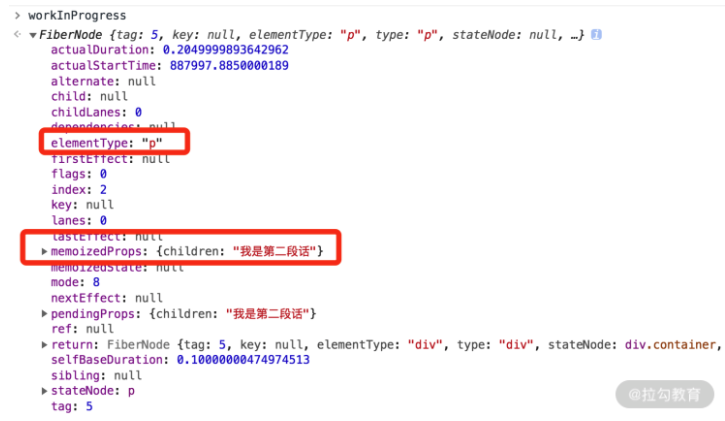 > workInProgress
FiberNode {tag: 5, key: null, elementType: "p", type: "p", stateNode: null, …}
actualDuration: 0.2049999893642962
actualStartTime: 887997.8850000189
alternate: null
child: null
childLanes: 0
dependencies: null
elementType: "p"
firstEffect: null
flags: 0
index: 2
key: null
lanes: 0
lastEffect: null
memoizedProps: {children: "我是第二段话"}
memoizedState: null
mode: 8
nextEffect: null
pendingProps: {children: "我是第二段话"}
ref: null
return: FiberNode {tag: 5, key: null, elementType: "div", type: "div", stateNode: div.container,
selfBaseDuration: 0.10000000474974513
sibling: null
stateNode: p
tag: 5
@拉勾教育